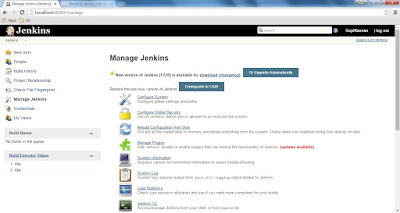 Manage Jenkins [Jenkins]
localhost:8080/manage
Apps
Jenkins
search
GopiKannan | log out
Jenkins
ENABLE AUTO REFRESH
New Item
People
Build History
Project Relationship
Check File Fingerprint
Manage Jenkins
Credentials
My Views
Build Queue
No builds in the queue.
Build Executor Status
1 Idle
2 Idle
Manage Jenkins
New version of Jenkins (1.630) is available for download (changelog).
Or Upgrade Automatically
Restore the previous version of Jenkins
Downgrade to 1.629
Configure System
Configure global settings and paths.
Configure Global Security
Secure Jenkins; define who is allowed to access/use the system.
Reload Configuration from Disk
Discard all the loaded data in memory and reload everything from file system. Useful when you modified config files directly on disk.
Manage Plugins
Add, remove, disable or enable plugins that can extend the functionality of Jenkins. (updates available)
System Information
Displays various environmental information to assist trouble-shooting.
System Log
System log captures output from java.util.logging output related to Jenkins.
Load Statistics
Check your resource utilization and see if you need more computers for your builds.
Jenkins CLI
Access/manage Jenkins from your shell, or from your script.